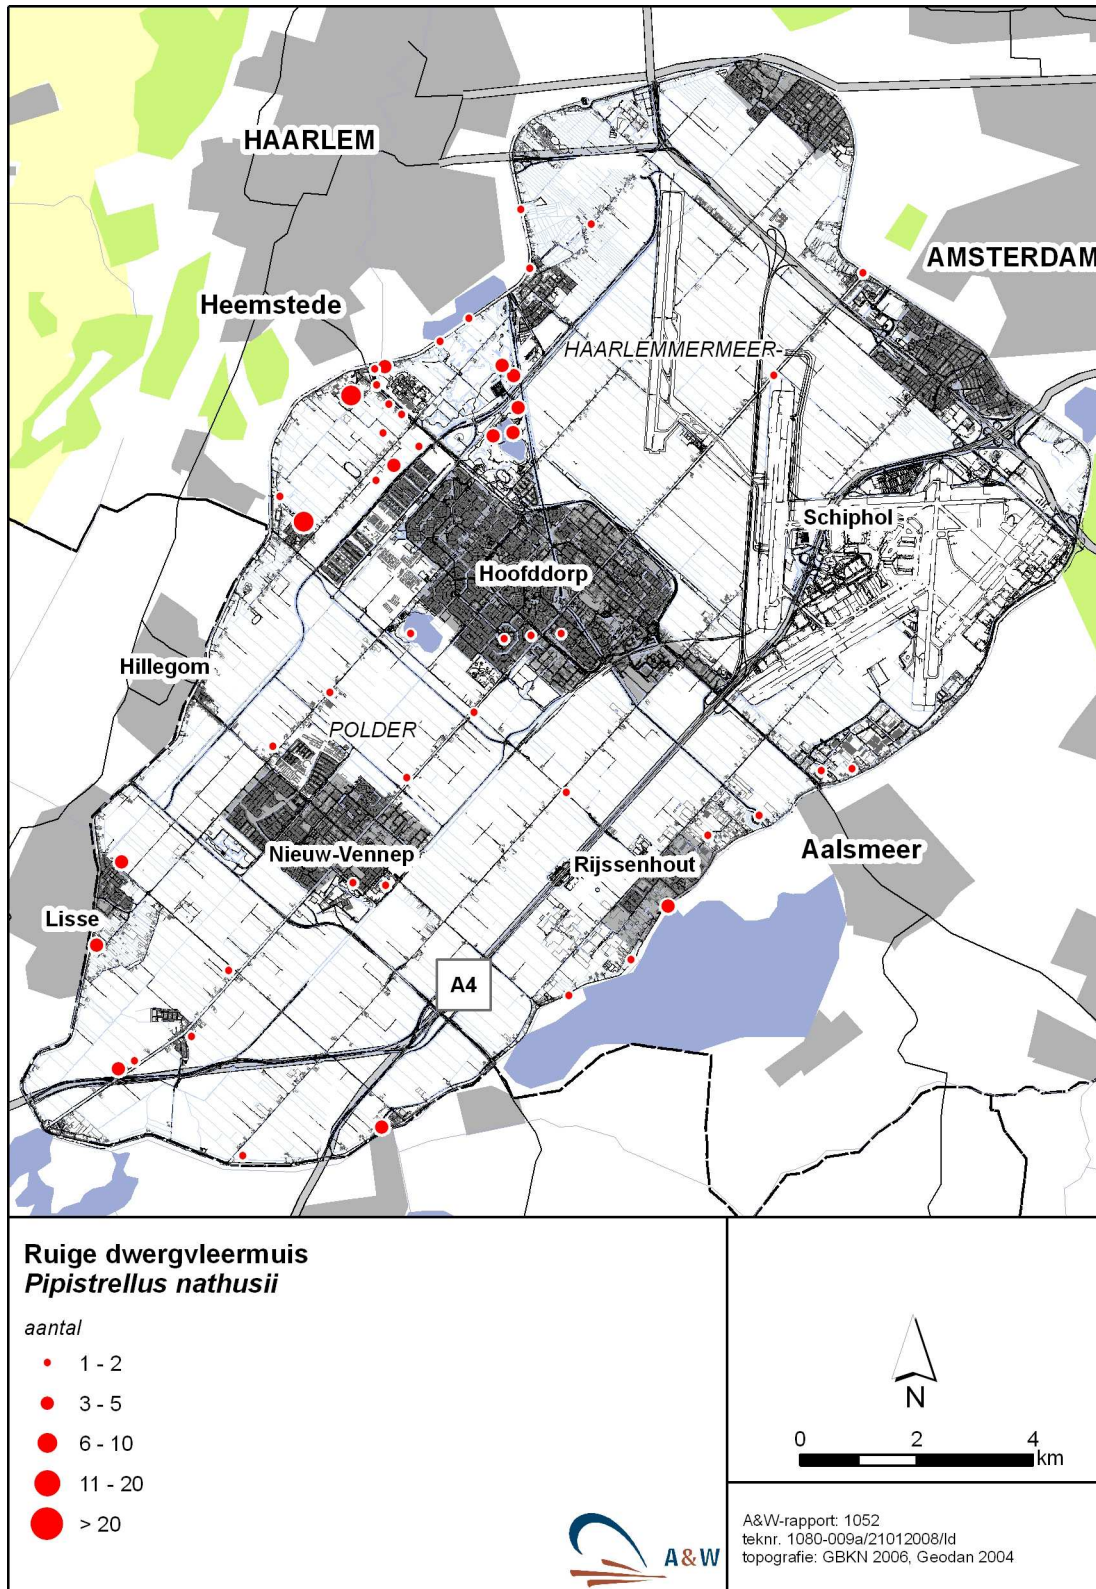 HAARLEM
AMSTERDAM
Heemstede
HAARLEMMERMEER-
Schiphol
Hoofddorp
Hillegom
POLDER
Nieuw-Vennep
Rijssenhout
Aalsmeer
Lisse
A4
Ruige dwergvleermuis
Pipistrellus nathusii
aantal
1 - 2
3 - 5
6 - 10
11 - 20
> 20
A&W
N
0 2 4
km
A&W-rapport: 1052
teknr. 1080-009a/21012008/ld
topografie: GBKN 2006, Geodan 2004